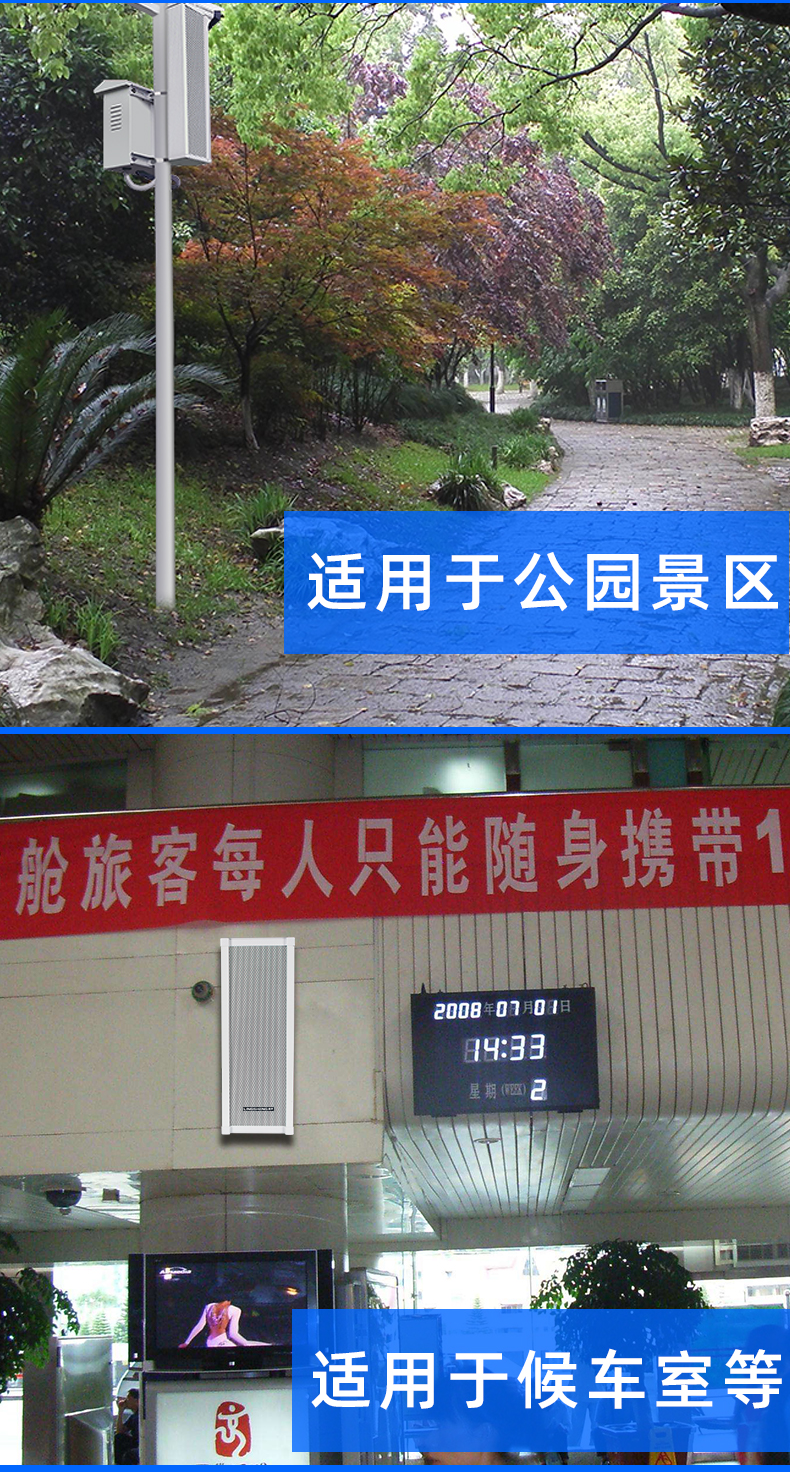 适用于公园景区
舱旅客每人只能随身携带1
2008年07月01日
14:33
星期(WEEK) 2
适用于候车室等